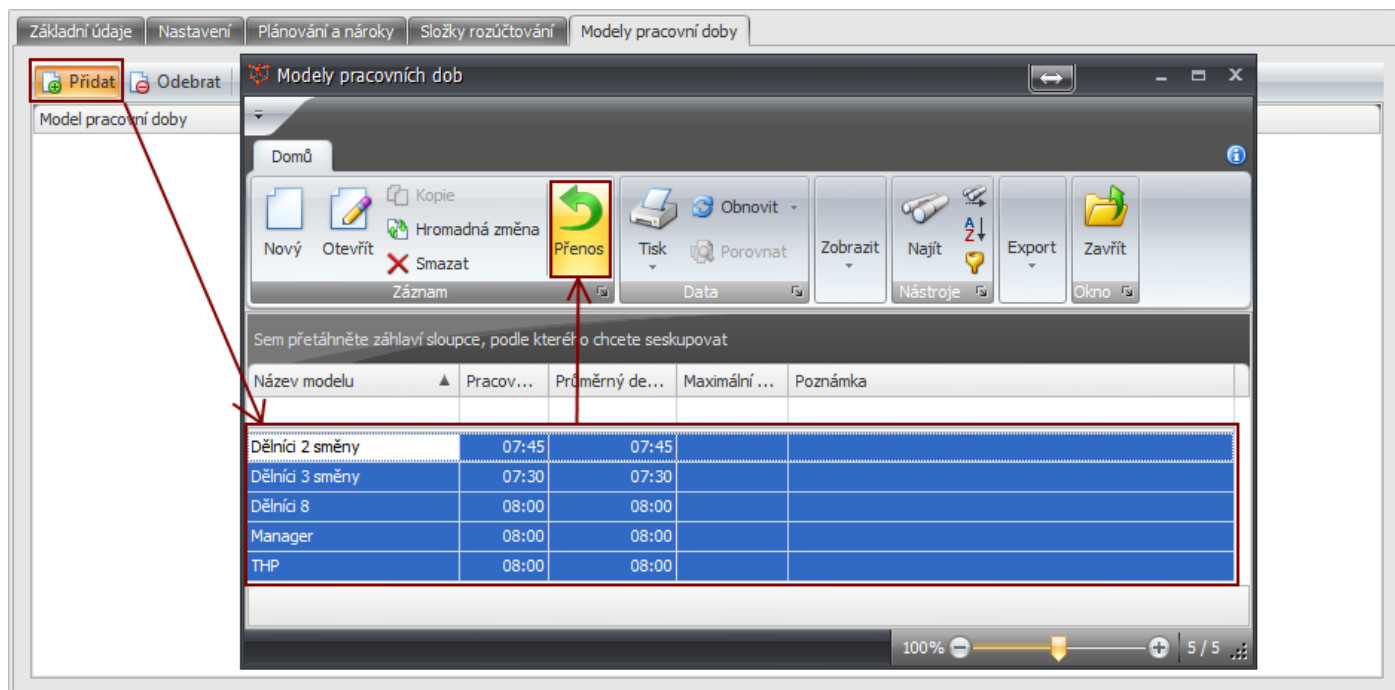 Základní údaje Nastavení Plánování a nároky Složky rozúčtování Modely pracovní doby
Přidat Odebrat
Modely pracovních dob
Model pracovní doby
Domů
Nový Otevřít Kopie Hromadná změna Smazat Přenos Tisk Obnovit Porovnat Zobrazit Najít Export Zavřít
Záznam Data Nástroje Okno
Sem přetáhněte záhlaví sloupce, podle kterého chcete seskupovat
Název modelu Pracov... Průměrný de... Maximální ... Poznámka
Dělníci 2 směny 07:45 07:45
Dělníci 3 směny 07:30 07:30
Dělníci 8 08:00 08:00
Manager 08:00 08:00
THP 08:00 08:00
100% 5 / 5